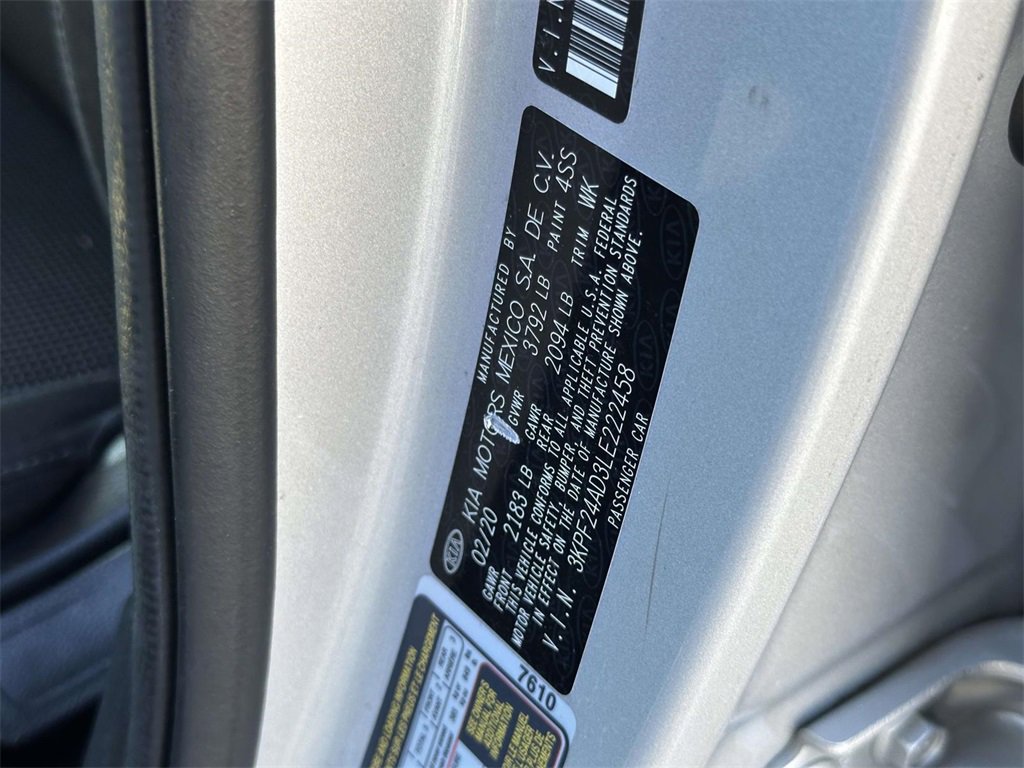 V.I.N
MANUFACTURED BY
KIA KIA MOTORS MEXICO S.A. DE C.V.
02/20 GVWR 3792 LB PAINT 4SS
GAWR FRONT 2183 LB GAWR REAR 2094 LB TRIM WK
THIS VEHICLE CONFORMS TO ALL APPLICABLE U.S.A. FEDERAL
MOTOR VEHICLE SAFETY, BUMPER, AND THEFT PREVENTION STANDARDS
IN EFFECT ON THE DATE OF MANUFACTURE SHOWN ABOVE.
V.I.N. 3KPF24AD3LE222458
PASSENGER CAR
7610